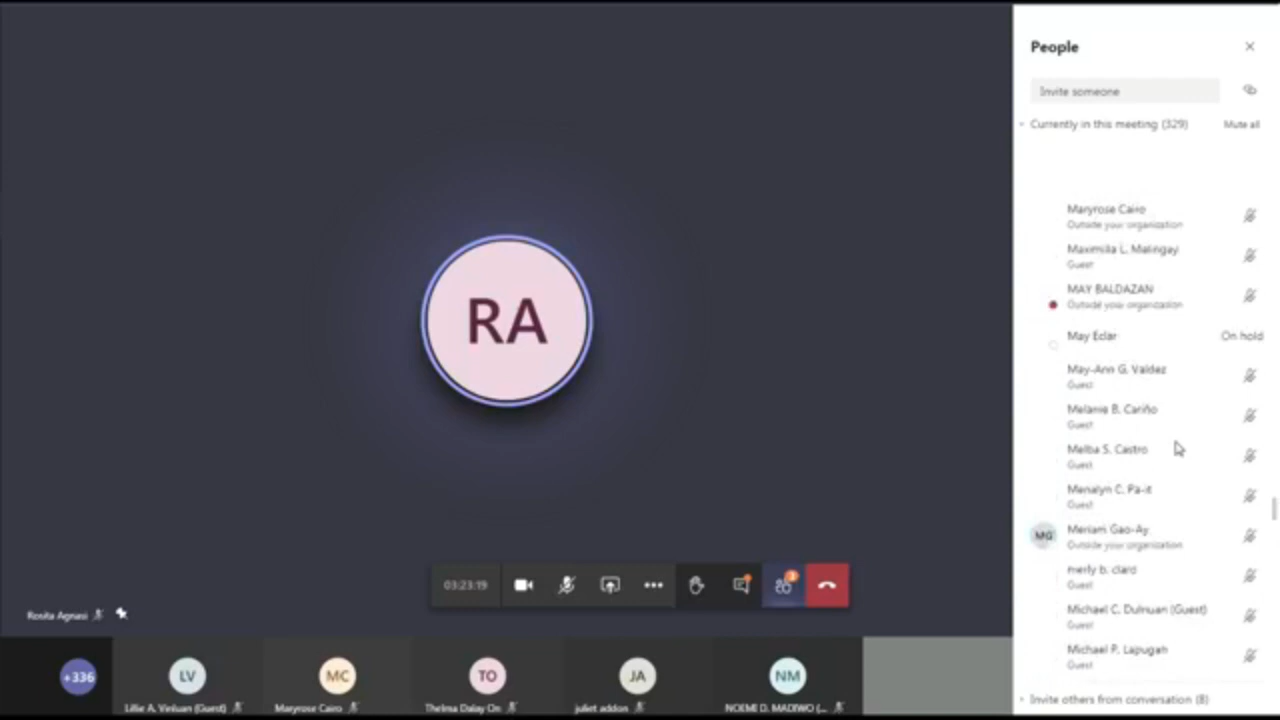 People
Invite someone
Currently in this meeting (329)
Mute all
Maryrose Cairo
Outside your organization
Maximilla L. Malingay
Guest
MAY BALDAZAN
Outside your organization
May Eclar
On hold
May-Ann G. Valdez
Guest
Melanie B. Cariño
Guest
Melba S. Castro
Guest
Menalyn C. Pa-it
Guest
MG
Meriam Gao-Ay
Outside your organization
merly b. claro
Guest
Michael C. Dulnuan (Guest)
Guest
Michael P. Lapugan
Guest
Invite others from conversation (8)
RA
03:23:19
3
Rosita Agnasi
+336
LV
Lillie A. Yinluan (Guest)
MC
Maryrose Cairo
TO
Thelma Dalay On
JA
juliet addon
NM
NOEMI D. MADIWO (...